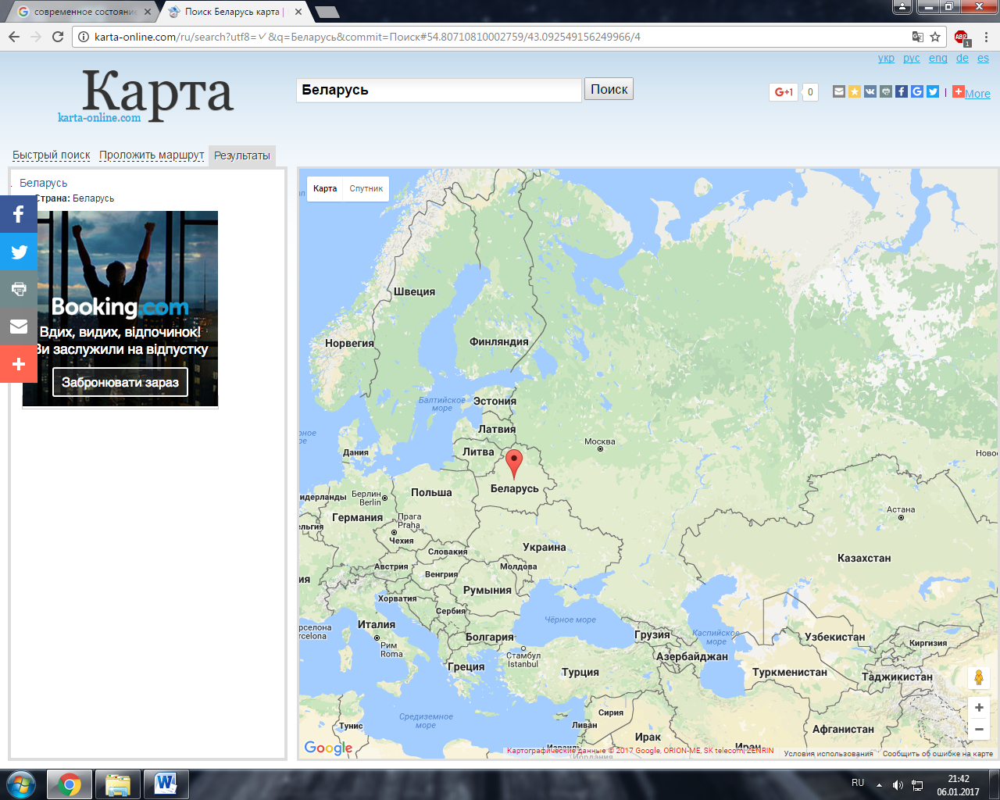 современное состояние
Поиск Беларусь карта |
karta-online.com/ru/search?utf8=✓&q=Беларусь&commit=Поиск#54.80710810002759/43.092549156249966/4
ABP
1
укр рус eng de es
Карта
karta-online.com
Беларусь
Поиск
G+1
0
More
Быстрый поиск Проложить маршрут Результаты
Беларусь
Страна: Беларусь
Booking.com
Вдих, видих, відпочинок!
Ви заслужили на відпустку
Забронювати зараз
Карта Спутник
Швеция
Норвегия
Финляндия
Балтийское
море
Эстония
Латвия
Литва
Москва
Дания
Беларусь
Польша
Берлин
Berlin
идерланды
Германия
ельгия
Прага
Praha
Чехия
Словакия
Украина
Астана
Казахстан
Австрия
Венгрия
Молдова
Румыния
Хорватия
Сербия
Италия
Рим
Roma
Болгария
Чёрное море
Грузия
Каспийское
море
Азербайджан
Узбекистан
Киргизия
Стамбул
Istanbul
Греция
Турция
Туркменистан
Таджикистан
Средиземное
море
Тунис
Сирия
Ливан
Ирак
Афганистан
Google
Картографические данные © 2017 Google, ORION-ME, SK telecom, ZENRIN
Условия использования
Сообщить об ошибке на карте
RU
21:42
06.01.2017